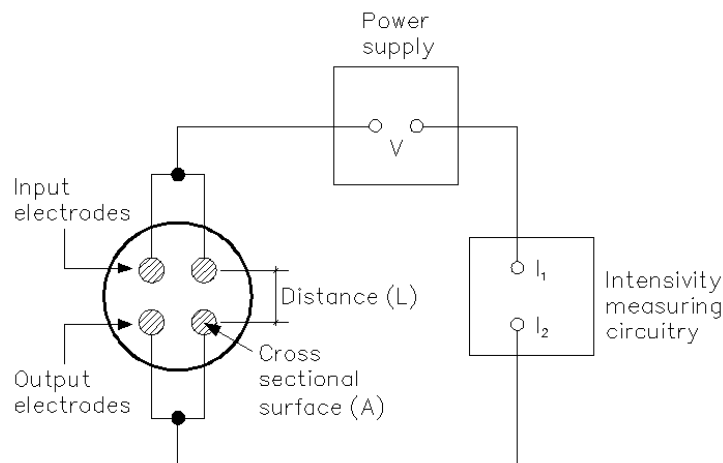 Power
supply
V
Input
electrodes
Distance (L)
I₁
I₂
Intensivity
measuring
circuitry
Output
electrodes
Cross
sectional
surface (A)